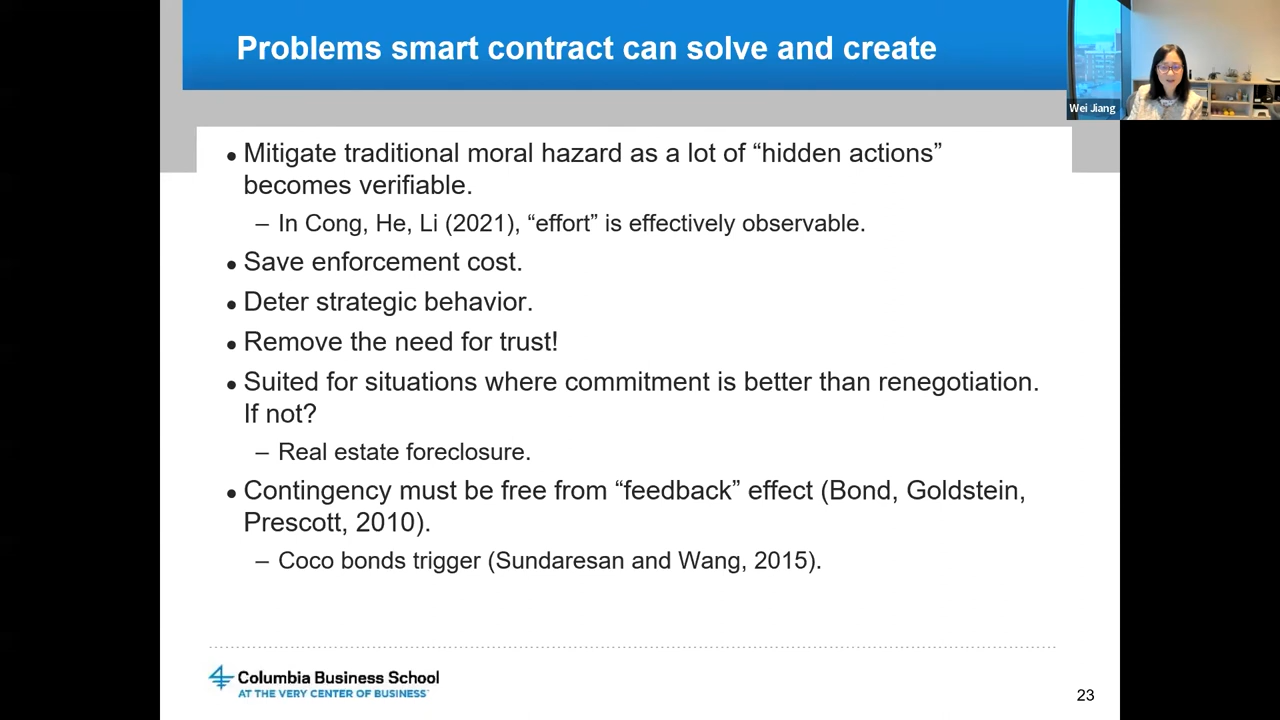 Problems smart contract can solve and create
Wei Jiang
● Mitigate traditional moral hazard as a lot of “hidden actions”
becomes verifiable.
– In Cong, He, Li (2021), “effort” is effectively observable.
● Save enforcement cost.
● Deter strategic behavior.
● Remove the need for trust!
● Suited for situations where commitment is better than renegotiation.
If not?
– Real estate foreclosure.
● Contingency must be free from “feedback” effect (Bond, Goldstein,
Prescott, 2010).
– Coco bonds trigger (Sundaresan and Wang, 2015).
Columbia Business School
AT THE VERY CENTER OF BUSINESS
23